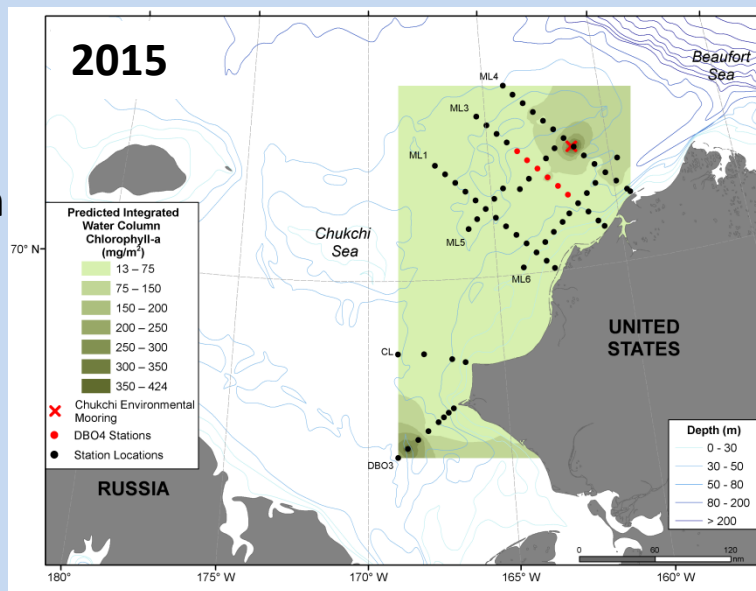 2015
Beaufort
Sea
ML4
ML3
ML1
n
Predicted Integrated
Water Column
Chlorophyll-a
(mg/m²)
13 – 75
75 – 150
150 – 200
200 – 250
250 – 300
300 – 350
350 – 424
Chukchi Environmental
Mooring
DBO4 Stations
Station Locations
70° N
Chukchi
Sea
ML5
ML6
UNITED
STATES
CL
DBO3
RUSSIA
Depth (m)
0 - 30
30 - 50
50 - 80
80 - 200
> 200
0 60 120
nm
180° 175° W 170° W 165° W 160° W